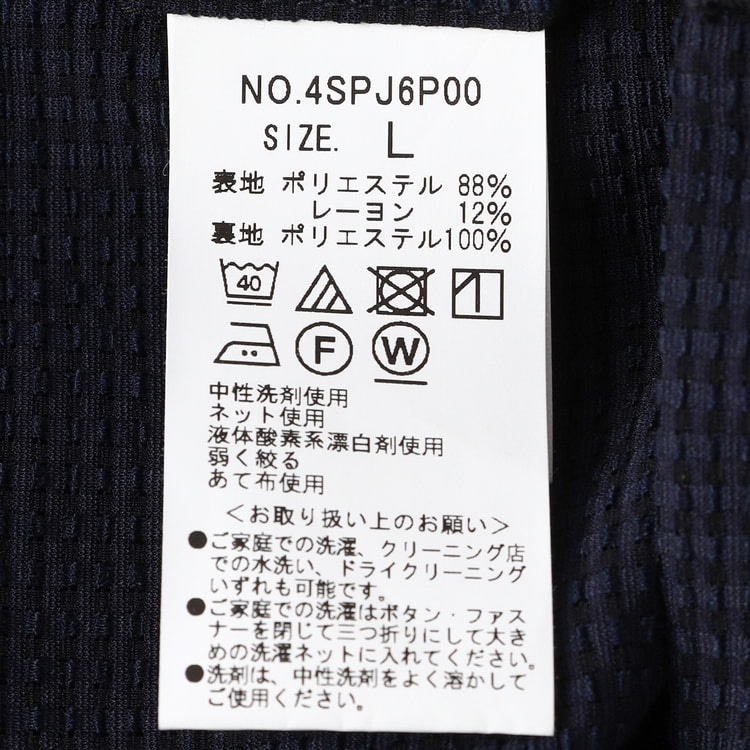 NO.4SPJ6P00
SIZE. L
表地 ポリエステル 88%
レーヨン 12%
裏地 ポリエステル100%
40
F W
中性洗剤使用
ネット使用
液体酸素系漂白剤使用
弱く絞る
あて布使用
＜お取り扱い上のお願い＞
●ご家庭での洗濯、クリーニング店
での水洗い、ドライクリーニング
いずれも可能です。
●ご家庭での洗濯はボタン・ファス
ナーを閉じて三つ折りにして大き
めの洗濯ネットに入れてください。
●洗剤は、中性洗剤をよく溶かして
ご使用ください。